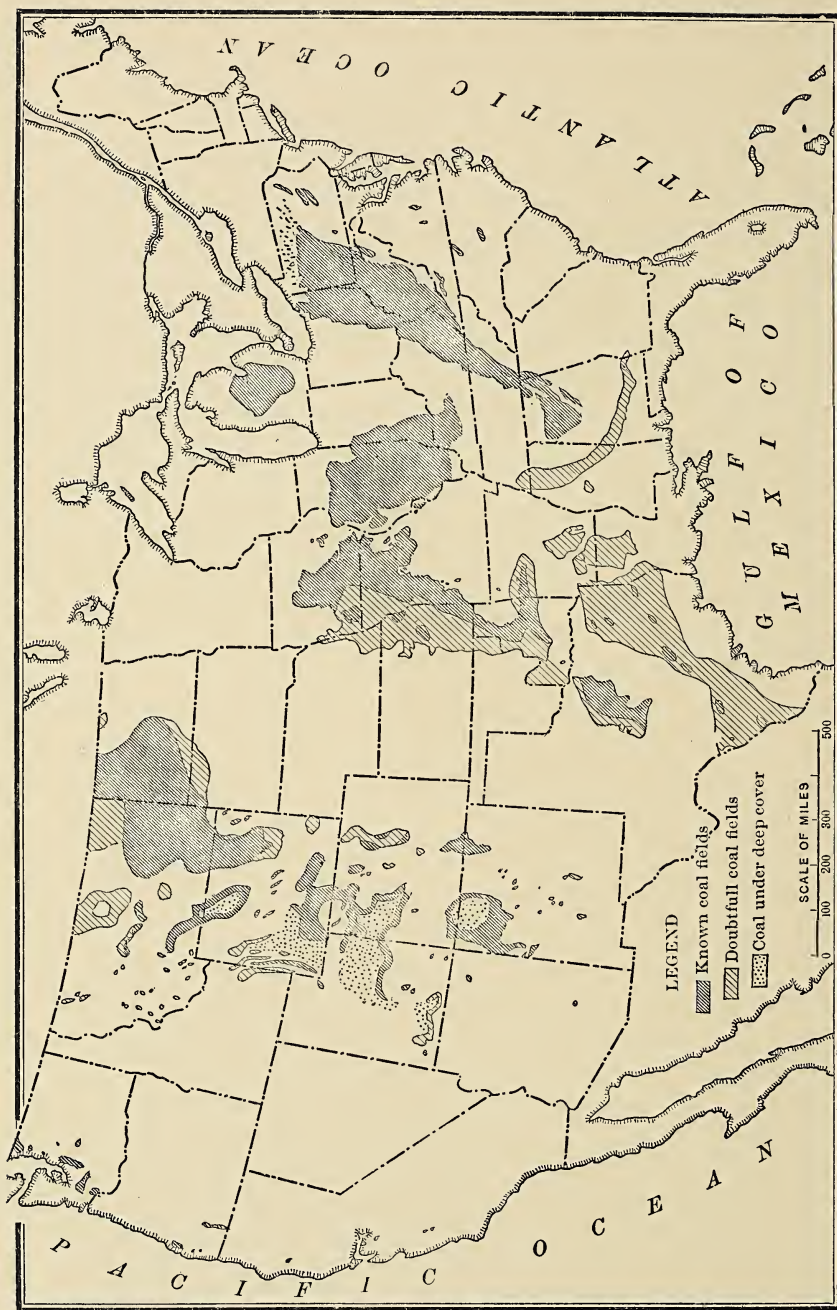 ATLANTIC OCEAN
GULF OF
MEXICO
PACIFIC OCEAN
LEGEND
Known coal fields
Doubtfull coal fields
Coal under deep cover
SCALE OF MILES
0 100 200 300 500